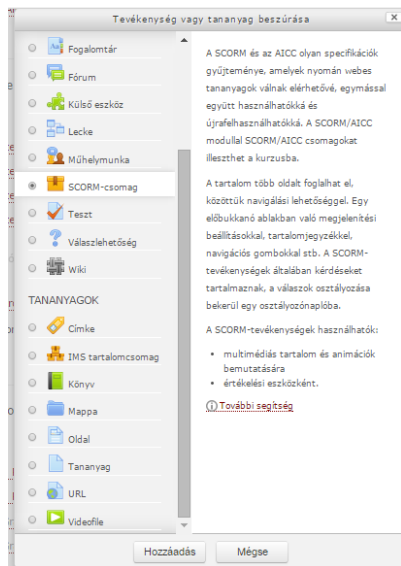 Tevékenység vagy tananyag beszúrása
Fogalomtár
Fórum
Külső eszköz
Lecke
Műhelymunka
SCORM-csomag
Teszt
Válaszlehetőség
Wiki
TANANYAGOK
Címke
IMS tartalomcsomag
Könyv
Mappa
Oldal
Tananyag
URL
Videofile
A SCORM és az AICC olyan specifikációk
gyűjteménye, amelyek nyomán webes
tananyagok válnak elérhetővé, egymással
együtt használhatókká és
újrafelhasználhatókká. A SCORM/AICC
modullal SCORM/AICC csomagokat
illeszthet a kurzusba.
A tartalom több oldalt foglalhat el,
közöttük navigálási lehetőséggel. Egy
előbukkanó ablakban való megjelenítési
beállításokkal, tartalomjegyzékkel,
navigációs gombokkal stb. A SCORM-
tevékenységek általában kérdéseket
tartalmaznak, a válaszok osztályozása
bekerül egy osztályozónaplóba.
A SCORM-tevékenységek használhatók:
• multimédiás tartalom és animációk
bemutatására
• értékelési eszközként.
További segítség
Hozzáadás
Mégse